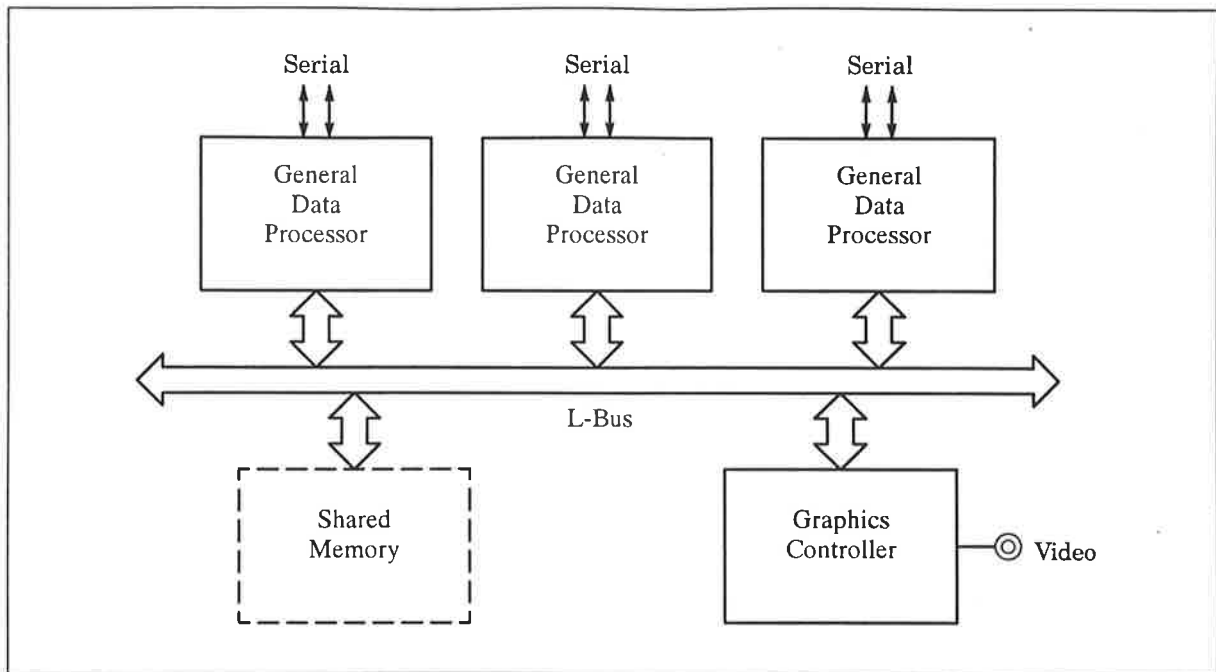 Serial
Serial
Serial
General
Data
Processor
General
Data
Processor
General
Data
Processor
L-Bus
Shared
Memory
Graphics
Controller
Video